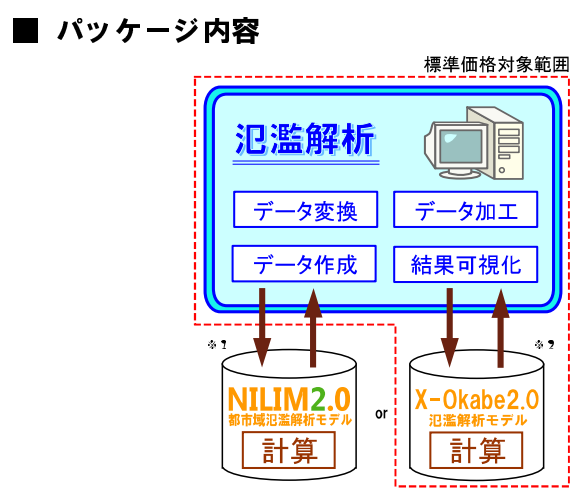 ■ パッケージ内容
標準価格対象範囲
氾濫解析
データ変換
データ加工
データ作成
結果可視化
※1
※2
NILIM2.0
都市域氾濫解析モデル
計算
or
X-Okabe2.0
氾濫解析モデル
計算